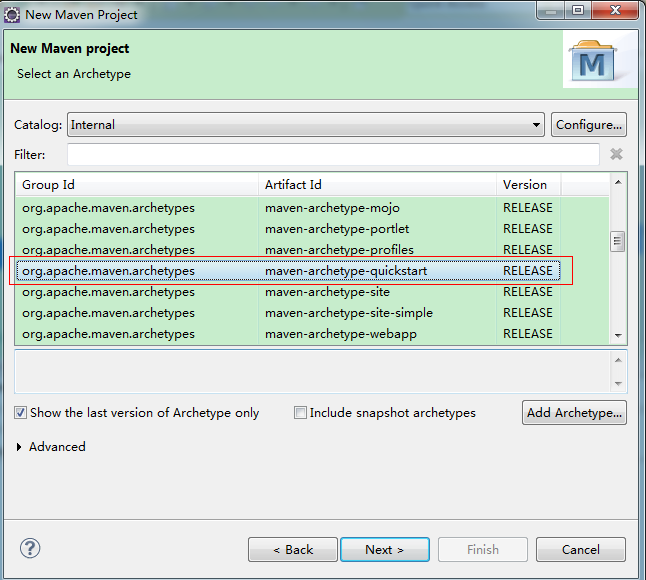 New Maven Project
New Maven project
Select an Archetype
M
Catalog: Internal Configure...
Filter:
Group Id Artifact Id Version
org.apache.maven.archetypes maven-archetype-mojo RELEASE
org.apache.maven.archetypes maven-archetype-portlet RELEASE
org.apache.maven.archetypes maven-archetype-profiles RELEASE
org.apache.maven.archetypes maven-archetype-quickstart RELEASE
org.apache.maven.archetypes maven-archetype-site RELEASE
org.apache.maven.archetypes maven-archetype-site-simple RELEASE
org.apache.maven.archetypes maven-archetype-webapp RELEASE
Show the last version of Archetype only Include snapshot archetypes Add Archetype...
Advanced
? < Back Next > Finish Cancel